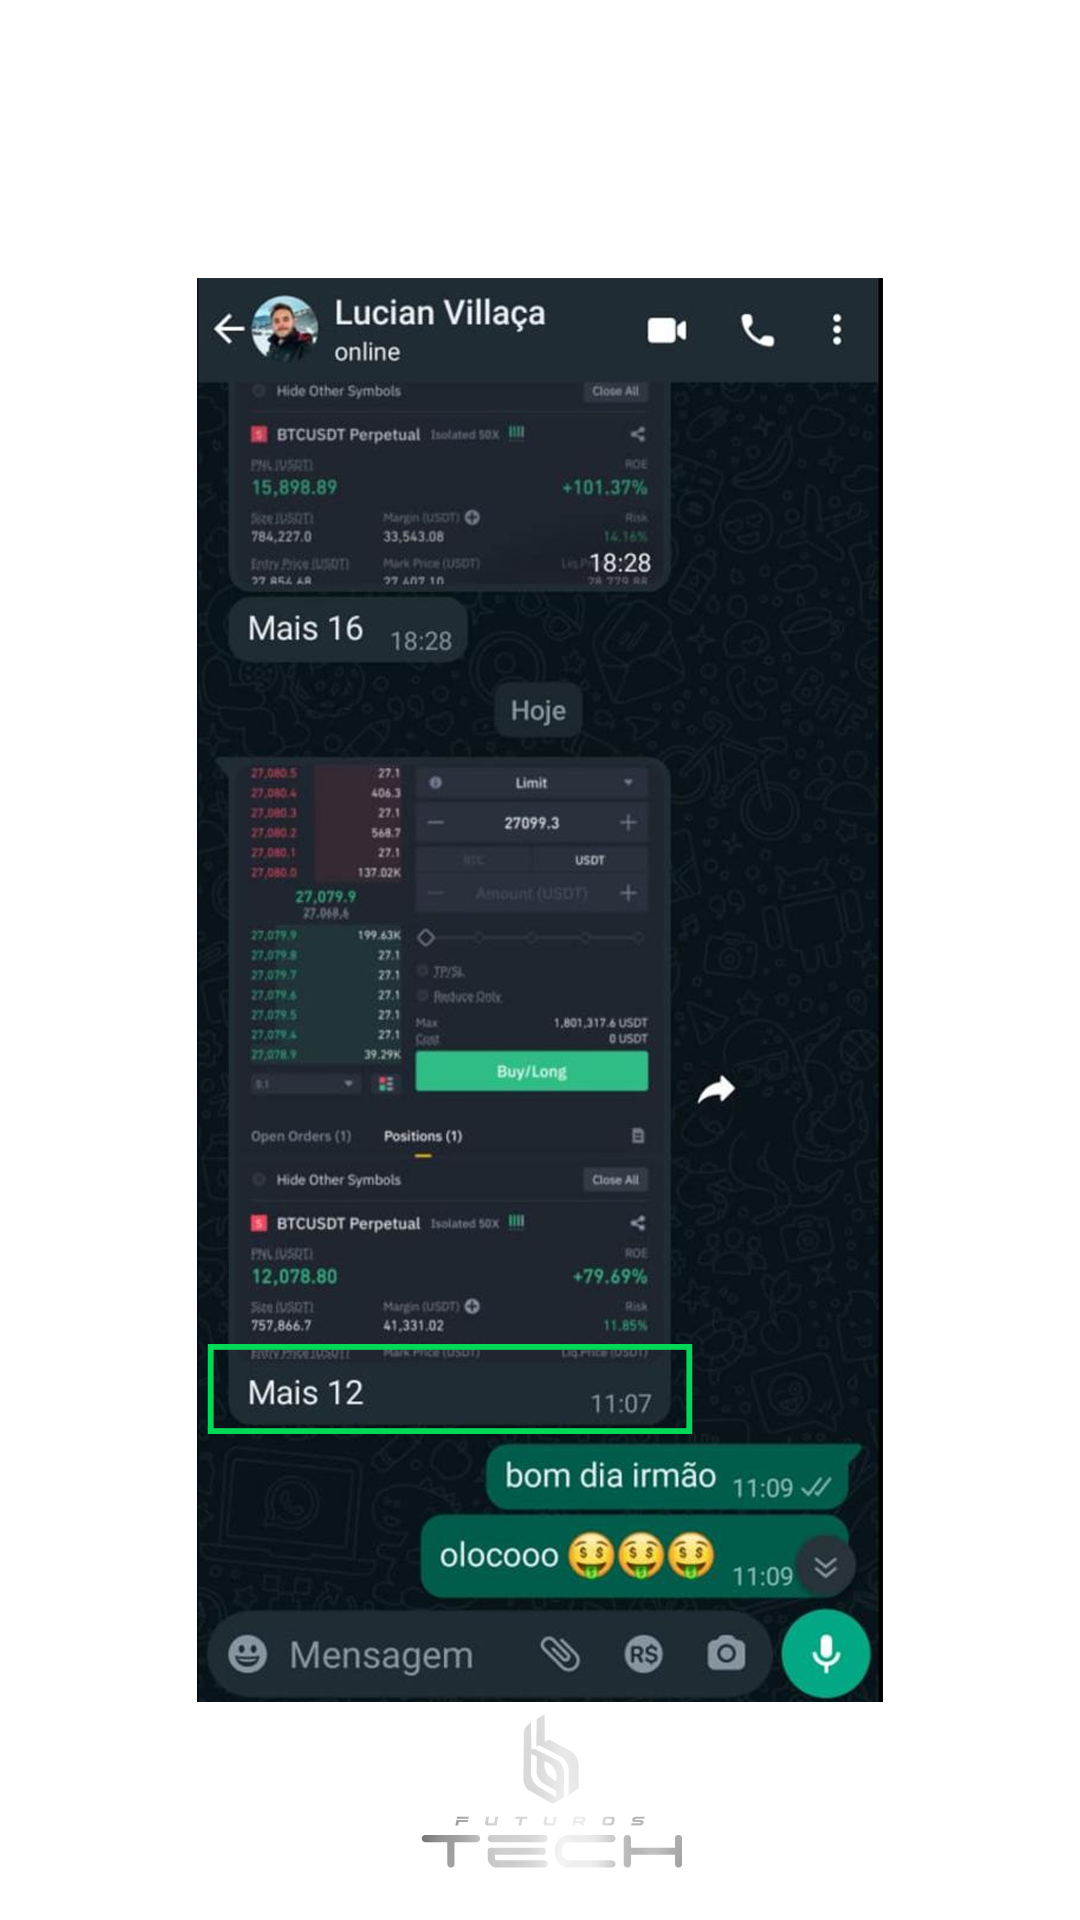 Lucian Villaça
online
Hide Other Symbols
Close All
S BTCUSDT Perpetual Isolated 50X
PNL (USDT) ROE
15,898.89 +101.37%
Size (USDT) Margin (USDT) Risk
784,227.0 33,543.08 14.16%
Entry Price (USDT) Mark Price (USDT)
18:28
27,854.68 27,407.10 28,779.88
Mais 16 18:28
Hoje
27,080.5 27.1
27,080.4 406.3
27,080.3 27.1
27,080.2 568.7
27,080.1 27.1
27,080.0 137.02K
27,079.9
27,068.6
27,079.9 199.63K
27,079.8 27.1
27,079.7 27.1
27,079.6 27.1
27,079.5 27.1
27,079.4 27.1
27,078.9 39.29K
0.1
Limit
27099.3
BTC USDT
Amount (USDT)
TP/SL
Reduce Only
Max 1,801,317.6 USDT
Cost 0 USDT
Buy/Long
Open Orders (1) Positions (1)
Hide Other Symbols Close All
S BTCUSDT Perpetual Isolated 50X
PNL (USDT) ROE
12,078.80 +79.69%
Size (USDT) Margin (USDT) Risk
757,866.7 41,331.02 11.85%
Entry Price (USDT) Mark Price (USDT) Liq.Price (USDT)
Mais 12 11:07
bom dia irmão 11:09
olocooo 🤑🤑🤑 11:09
Mensagem R$
FUTUROS
TECH